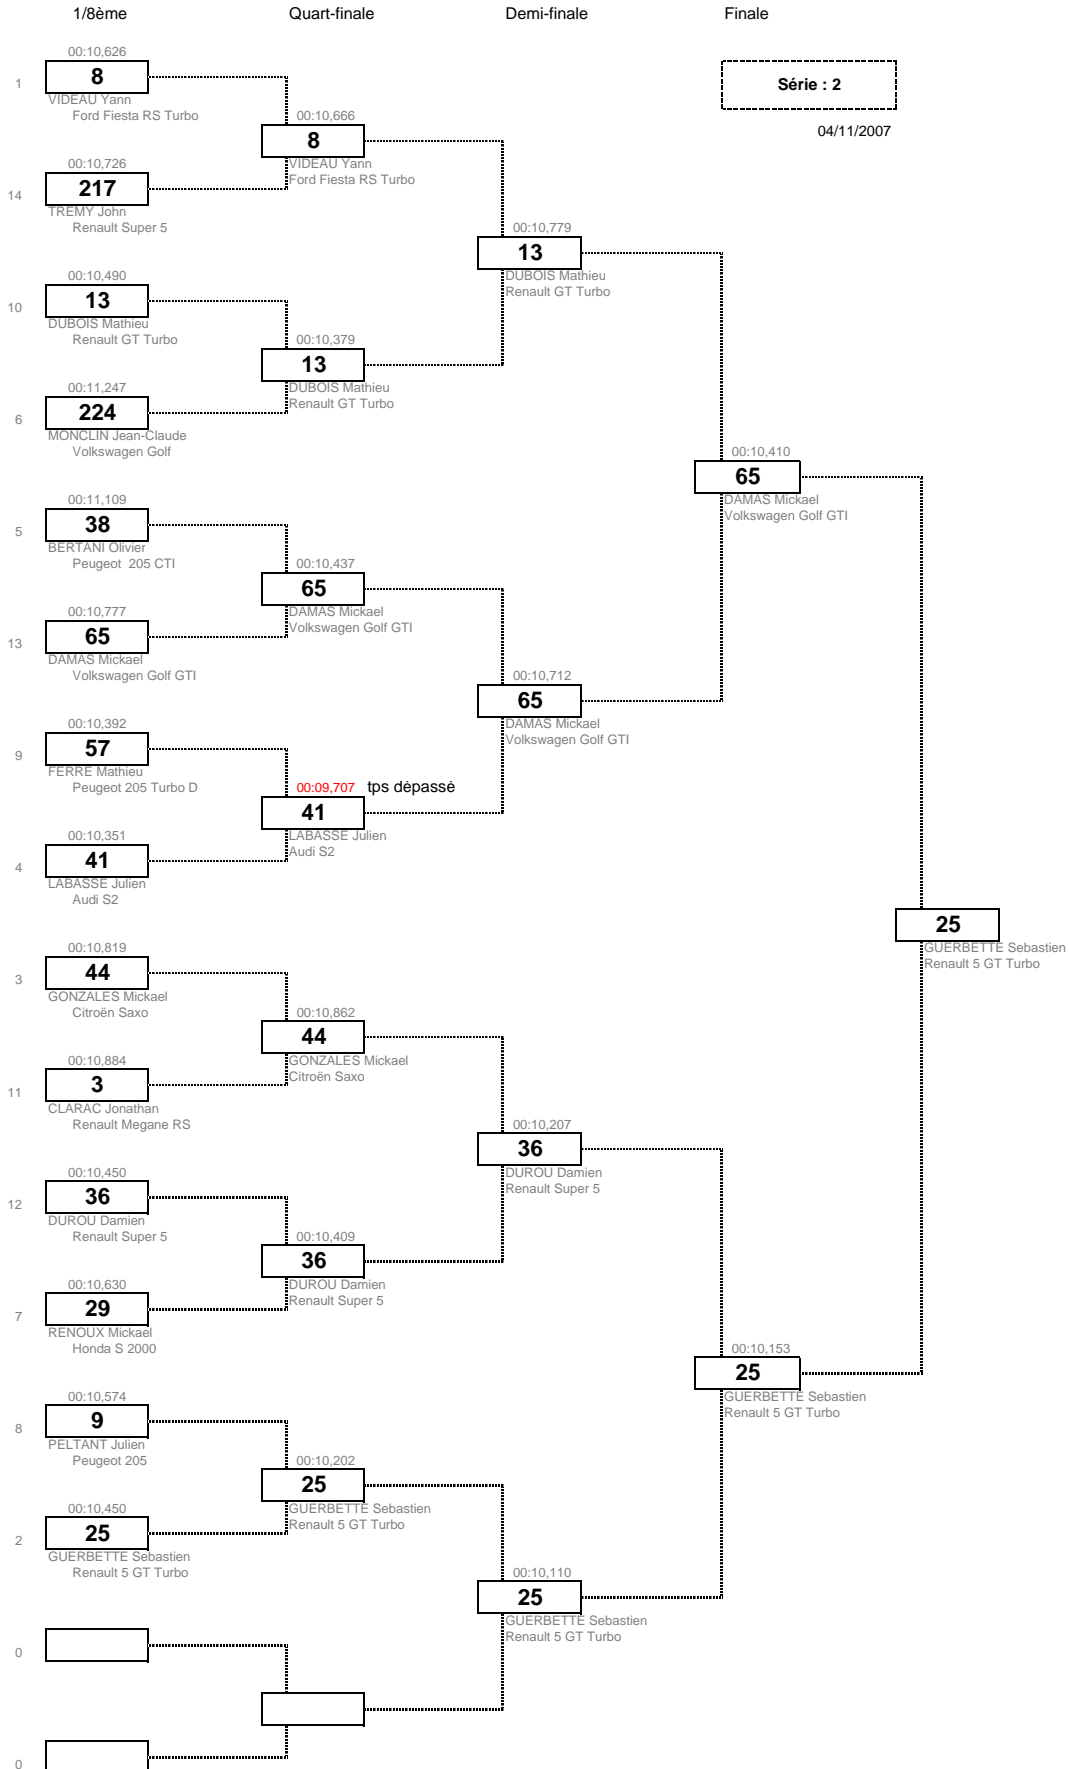 1/8ème
Quart-finale
Demi-finale
Finale
Série : 2
04/11/2007
00:10,626
1
8
VIDEAU Yann
Ford Fiesta RS Turbo
00:10,666
8
VIDEAU Yann
Ford Fiesta RS Turbo
00:10,726
14
217
TREMY John
Renault Super 5
00:10,779
13
DUBOIS Mathieu
Renault GT Turbo
00:10,490
10
13
DUBOIS Mathieu
Renault GT Turbo
00:10,379
13
DUBOIS Mathieu
Renault GT Turbo
00:11,247
6
224
MONCLIN Jean-Claude
Volkswagen Golf
00:10,410
65
DAMAS Mickael
Volkswagen Golf GTI
00:11,109
5
38
BERTANI Olivier
Peugeot  205 CTI
00:10,437
65
DAMAS Mickael
Volkswagen Golf GTI
00:10,777
13
65
DAMAS Mickael
Volkswagen Golf GTI
00:10,712
65
DAMAS Mickael
Volkswagen Golf GTI
00:10,392
9
57
FERRE Mathieu
Peugeot 205 Turbo D
00:09,707 tps dépassé
41
LABASSE Julien
Audi S2
00:10,351
4
41
LABASSE Julien
Audi S2
25
GUERBETTE Sebastien
Renault 5 GT Turbo
00:10,819
3
44
GONZALES Mickael
Citroën Saxo
00:10,862
44
GONZALES Mickael
Citroën Saxo
00:10,884
11
3
CLARAC Jonathan
Renault Megane RS
00:10,207
36
DUROU Damien
Renault Super 5
00:10,450
12
36
DUROU Damien
Renault Super 5
00:10,409
36
DUROU Damien
Renault Super 5
00:10,630
7
29
RENOUX Mickael
Honda S 2000
00:10,153
25
GUERBETTE Sebastien
Renault 5 GT Turbo
00:10,574
8
9
PELTANT Julien
Peugeot 205
00:10,202
25
GUERBETTE Sebastien
Renault 5 GT Turbo
00:10,450
2
25
GUERBETTE Sebastien
Renault 5 GT Turbo
00:10,110
25
GUERBETTE Sebastien
Renault 5 GT Turbo
0
0